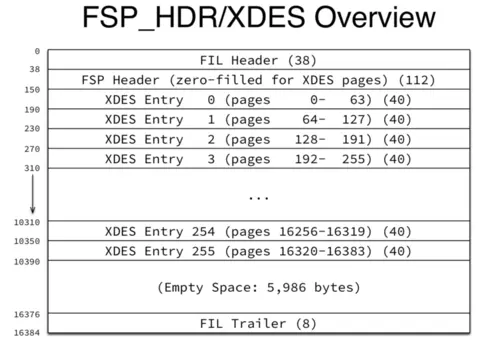 FSP_HDR/XDES Overview
0
FIL Header (38)
38
FSP Header (zero-filled for XDES pages) (112)
150
XDES Entry 0 (pages 0- 63) (40)
190
XDES Entry 1 (pages 64- 127) (40)
230
XDES Entry 2 (pages 128- 191) (40)
270
XDES Entry 3 (pages 192- 255) (40)
310
...
10310
XDES Entry 254 (pages 16256-16319) (40)
10350
XDES Entry 255 (pages 16320-16383) (40)
10390
(Empty Space: 5,986 bytes)
16376
FIL Trailer (8)
16384